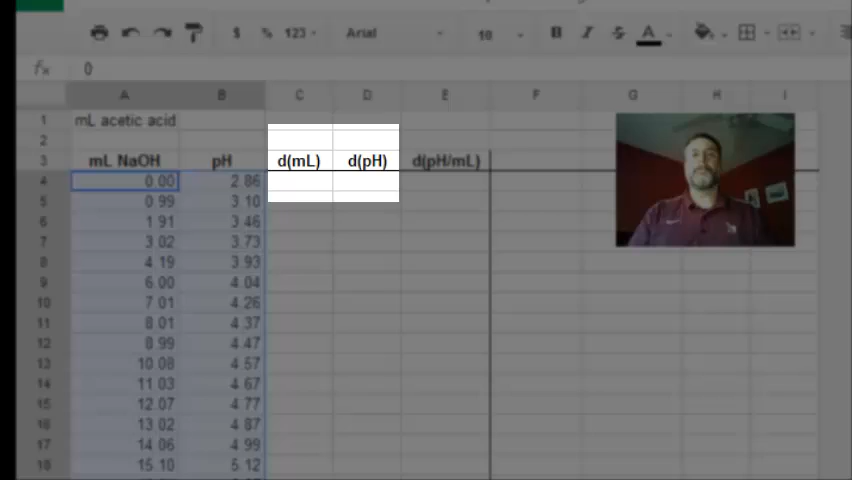 $ % 123 Arial 10 B I S A
fx 0
A B C D E F G H I
1 mL acetic acid
2
3 mL NaOH pH d(mL) d(pH) d(pH/mL)
4 0.00 2.86
5 0.99 3.10
6 1.91 3.46
7 3.02 3.73
8 4.19 3.93
9 6.00 4.04
10 7.01 4.26
11 8.01 4.37
12 8.99 4.47
13 10.08 4.57
14 11.03 4.67
15 12.07 4.77
16 13.02 4.87
17 14.06 4.99
18 15.10 5.12